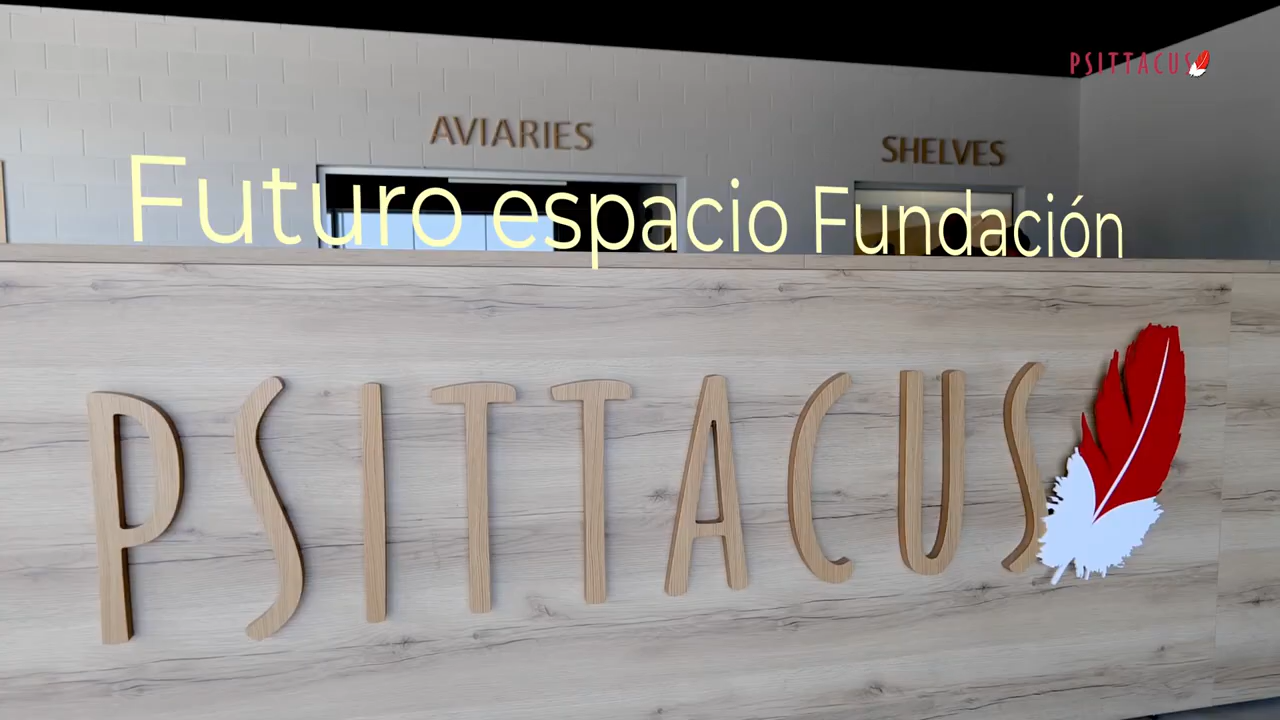 PSITTACUS
AVIARIES
SHELVES
Futuro espacio Fundación
PSITTACUS